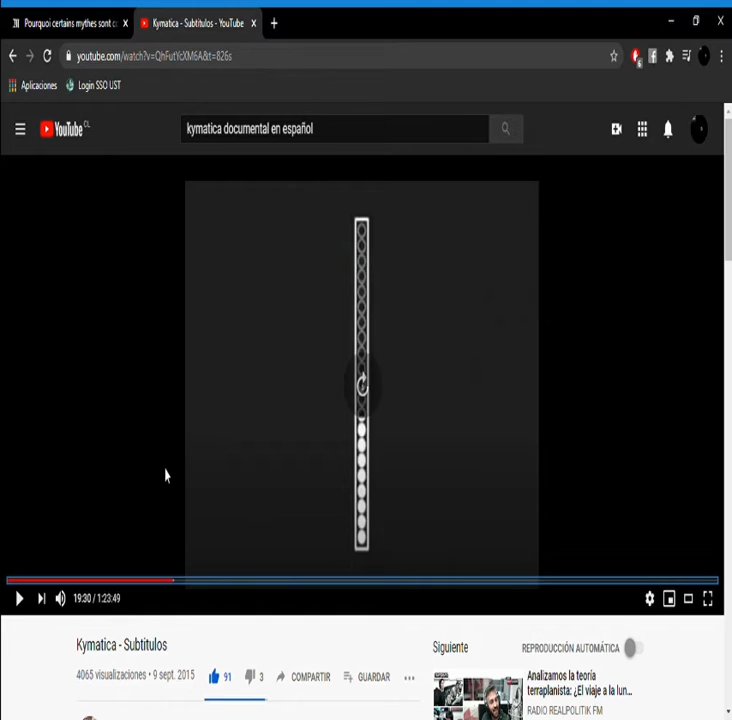 Pourquoi certains mythes sont c
Kymatica - Subtitulos - YouTube
youtube.com/watch?v=QhFutYcXM6A&t=826s
Aplicaciones
Login SSO UST
YouTube CL
kymatica documental en español
19:30 / 1:23:49
Kymatica - Subtitulos
4065 visualizaciones • 9 sept. 2015
91
3
COMPARTIR
GUARDAR
Siguiente
REPRODUCCIÓN AUTOMÁTICA
Analizamos la teoría
terraplanista: ¿El viaje a la lun...
RADIO REALPOLITIK FM